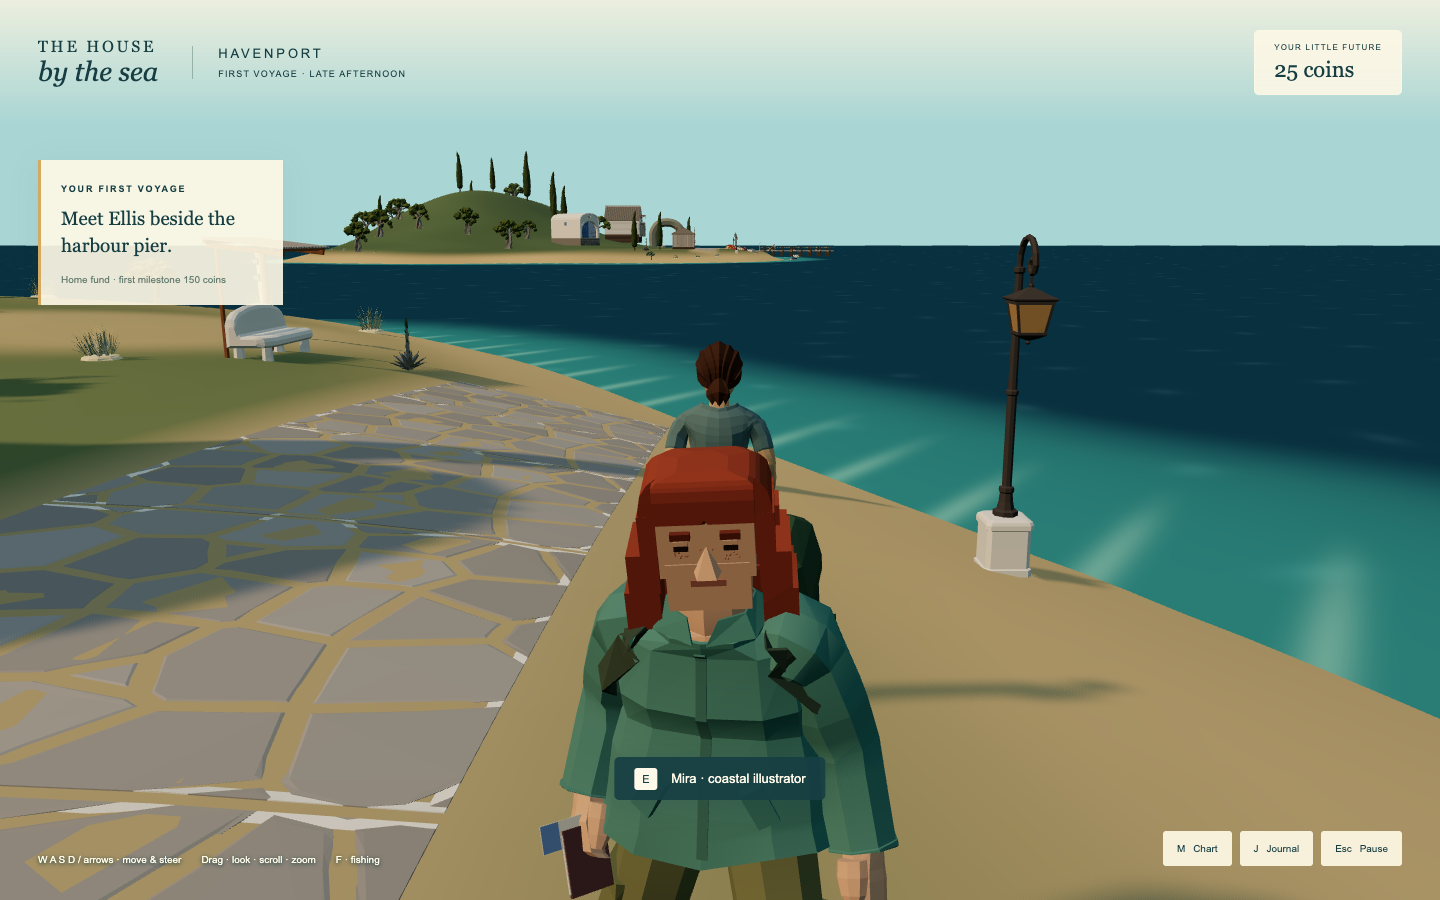 THE HOUSE
by the sea
HAVENPORT
FIRST VOYAGE · LATE AFTERNOON
YOUR LITTLE FUTURE
25 coins
YOUR FIRST VOYAGE
Meet Ellis beside the
harbour pier.
Home fund · first milestone 150 coins
E Mira · coastal illustrator
W A S D / arrows · move & steer Drag · look · scroll · zoom F · fishing
M Chart J Journal Esc Pause